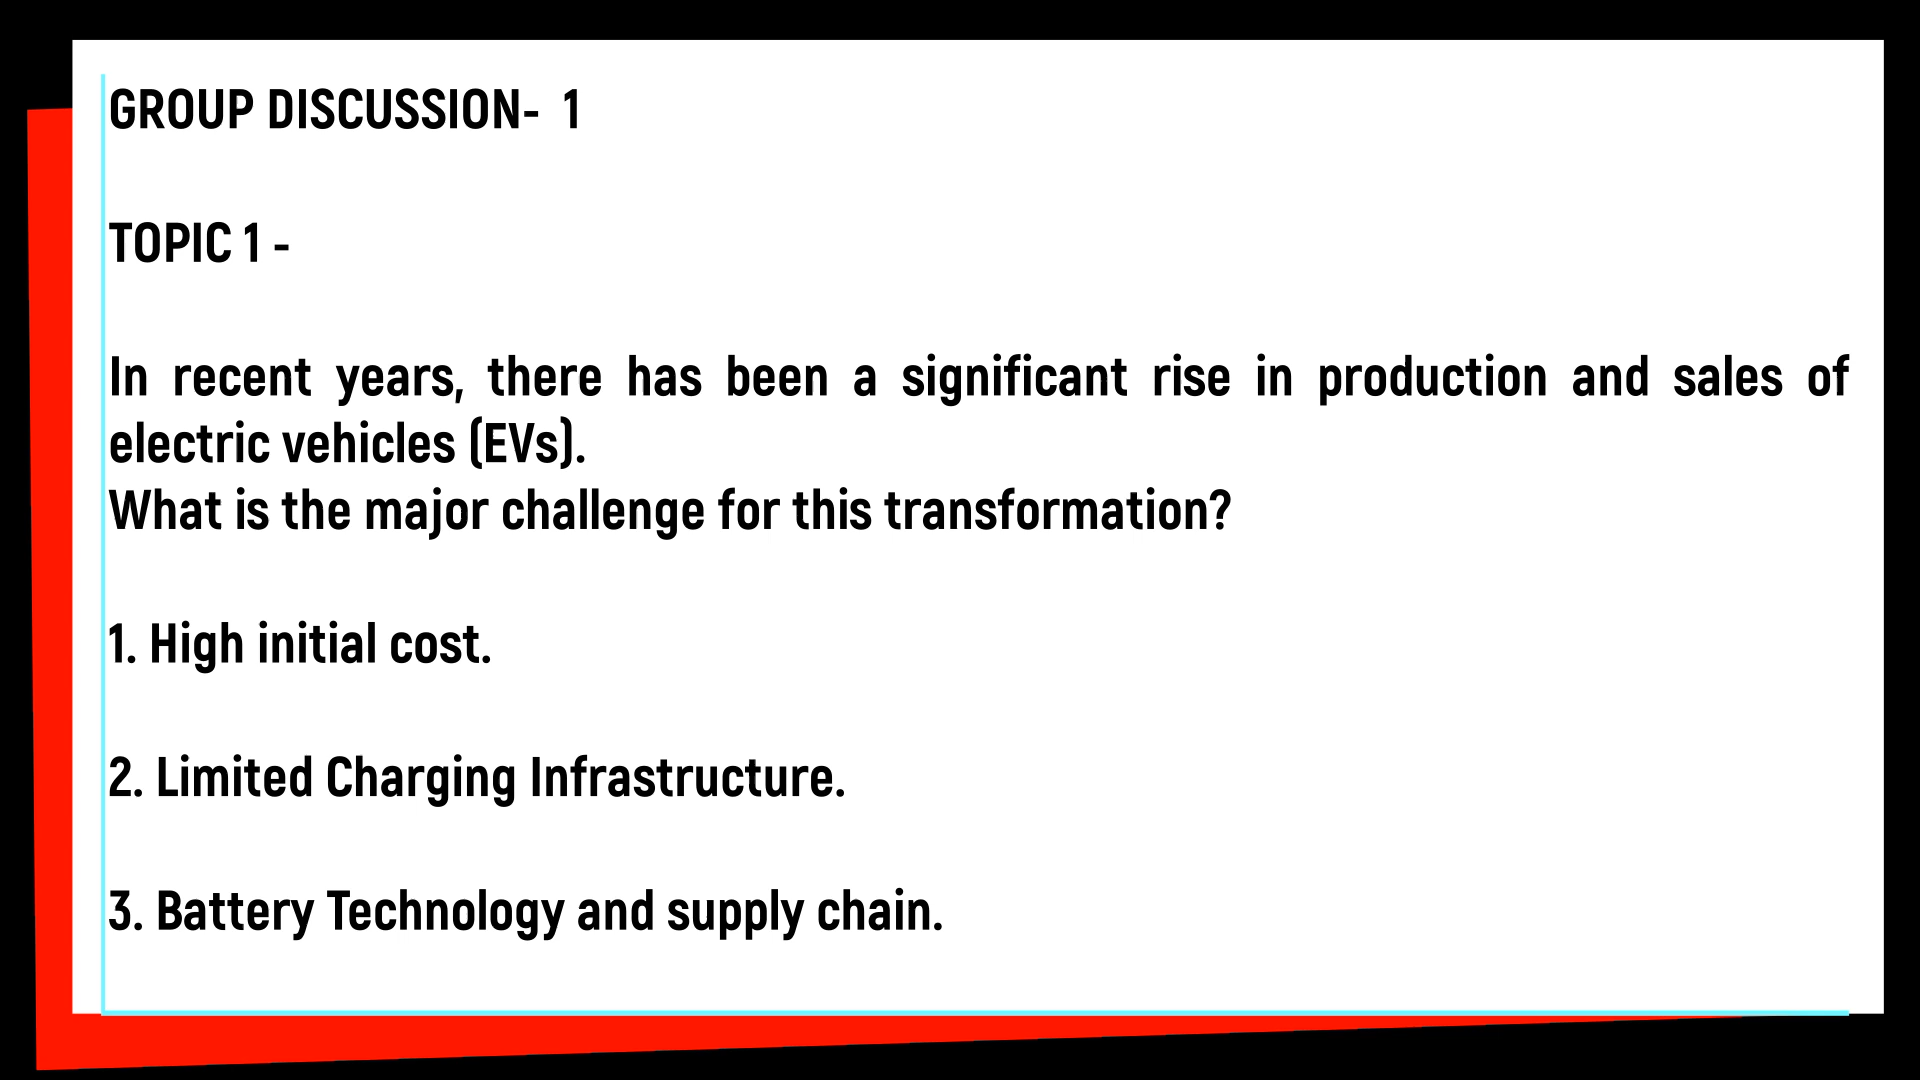 GROUP DISCUSSION-  1
TOPIC 1 -
In recent years, there has been a significant rise in production and sales of
electric vehicles (EVs).
What is the major challenge for this transformation?
1. High initial cost.
2. Limited Charging Infrastructure.
3. Battery Technology and supply chain.